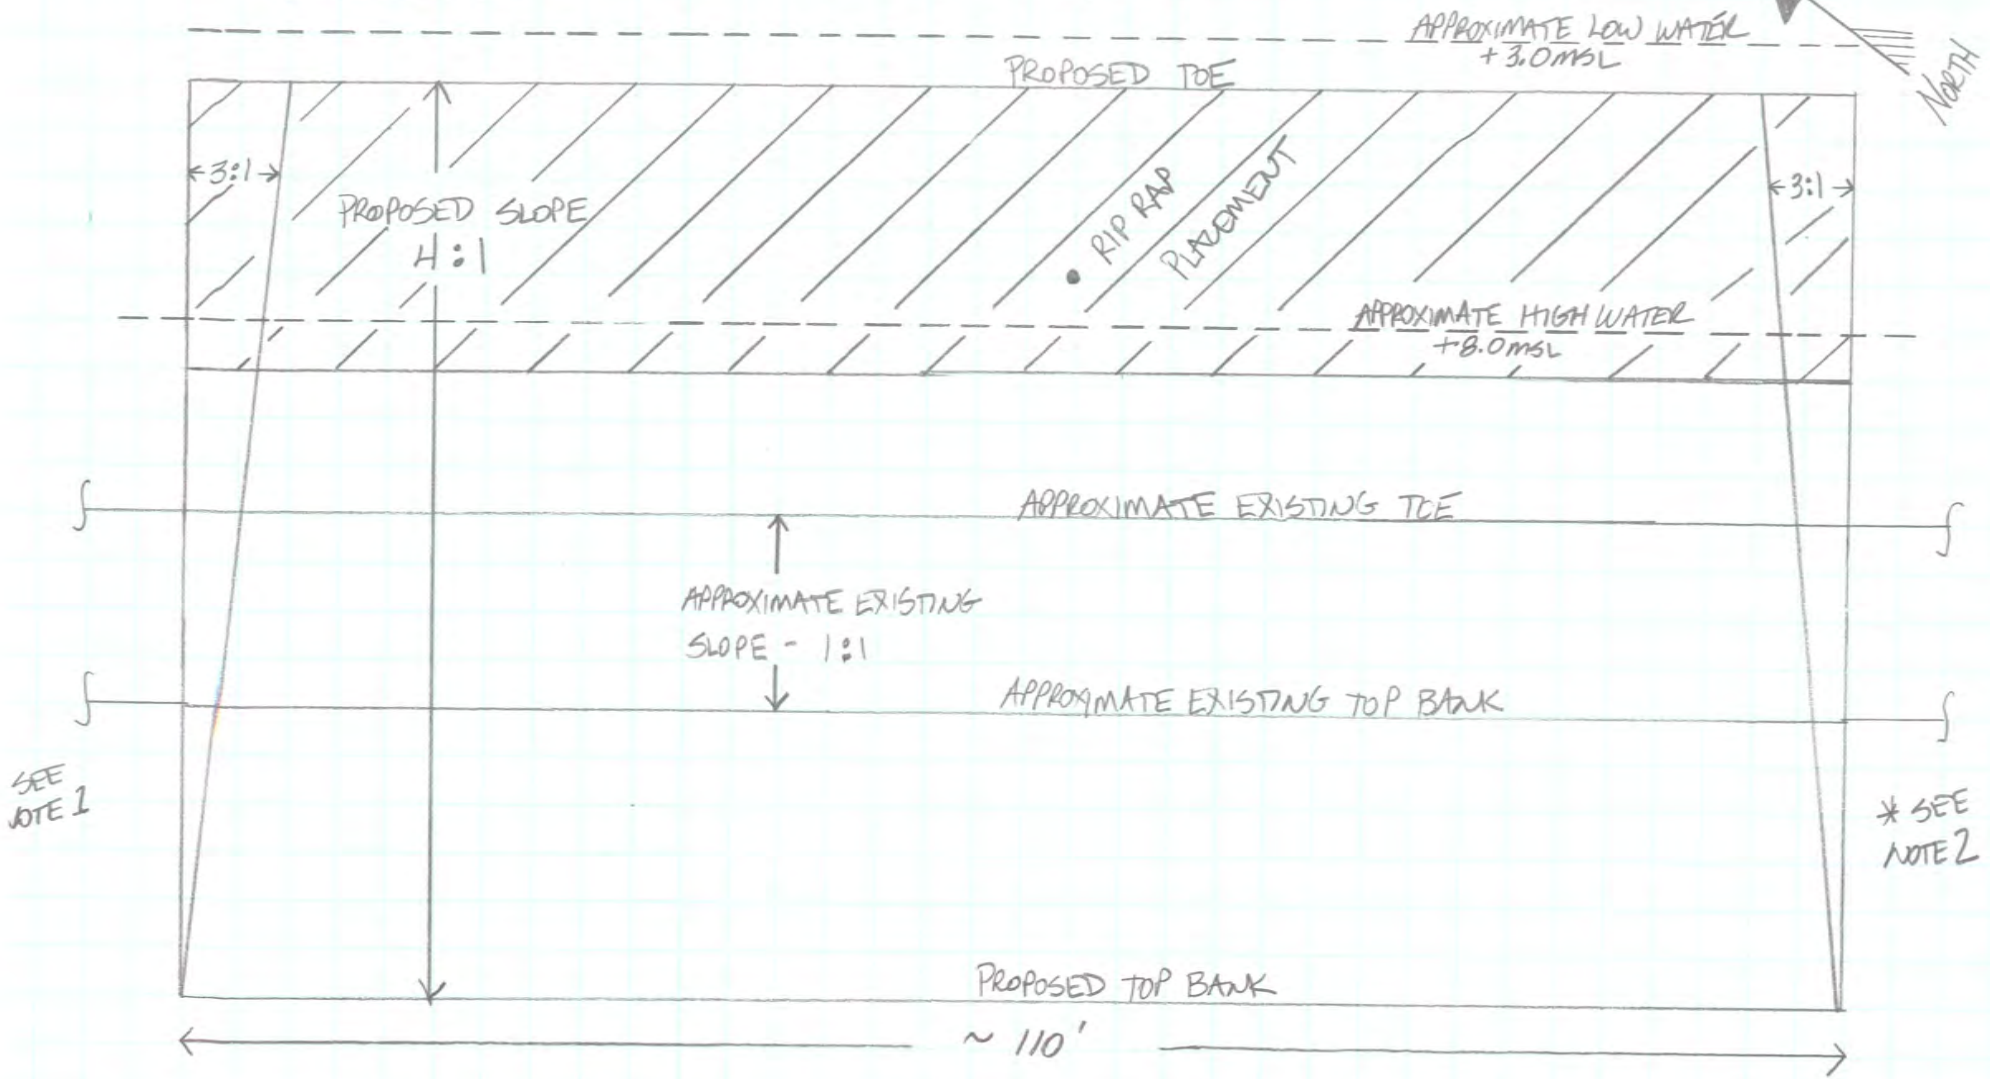 APPROXIMATE LOW WATER
+3.0MSL
NORTH
PROPOSED TOE
3:1
3:1
PROPOSED SLOPE
4:1
RIP RAP
PLACEMENT
APPROXIMATE HIGH WATER
+8.0MSL
APPROXIMATE EXISTING TOE
APPROXIMATE EXISTING
SLOPE - 1:1
APPROXIMATE EXISTING TOP BANK
SEE
NOTE 1
* SEE
NOTE 2
PROPOSED TOP BANK
~ 110'